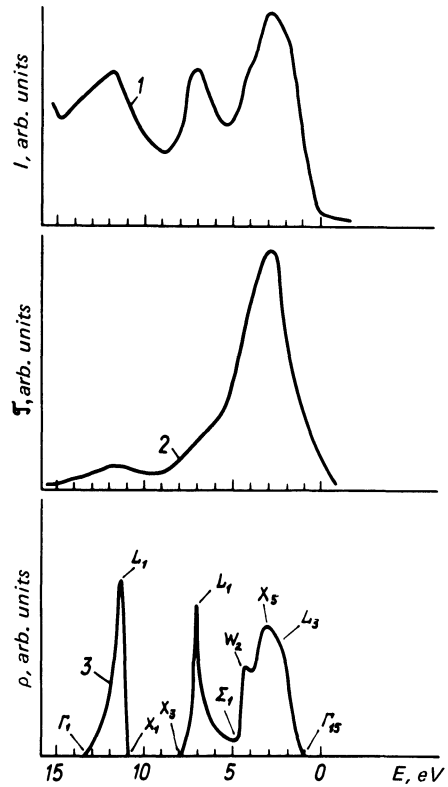 I, arb. units
1
𝕴, arb. units
2
ρ, arb. units
L₁
L₁
X₅
L₃
W₂
3
X₃
Σ₁
Γ₁
X₁
Γ₁₅
15 10 5 0 E, eV